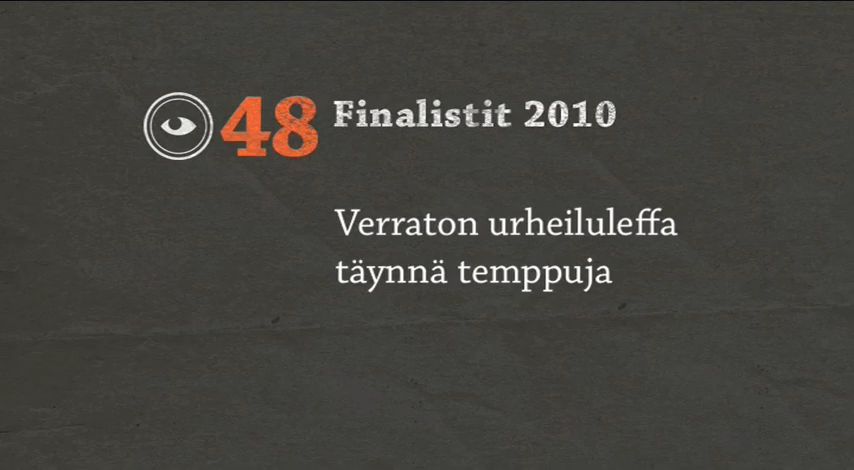 48 Finalistit 2010
Verraton urheiluleffa
täynnä temppuja